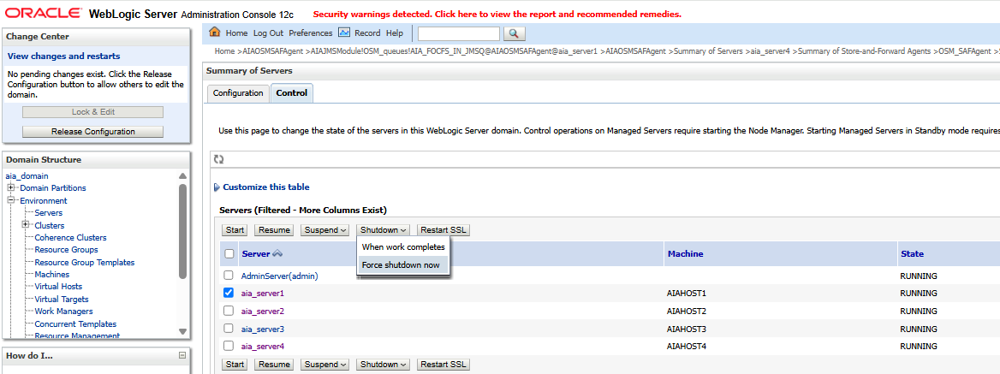 ORACLE WebLogic Server Administration Console 12c
Security warnings detected. Click here to view the report and recommended remedies.
Change Center
View changes and restarts
No pending changes exist. Click the Release
Configuration button to allow others to edit the
domain.
Lock & Edit
Release Configuration
Domain Structure
aia_domain
Domain Partitions
Environment
Servers
Clusters
Coherence Clusters
Resource Groups
Resource Group Templates
Machines
Virtual Hosts
Virtual Targets
Work Managers
Concurrent Templates
Resource Management
How do I...
Home Log Out Preferences Record Help
Home >AIAOSMSAFAgent >AIAJMSModule!OSM_queues!AIA_FOCFS_IN_JMSQ@AIAOSMSAFAgent@aia_server1 >AIAOSMSAFAgent >Summary of Servers >aia_server4 >Summary of Store-and-Forward Agents >OSM_SAFAgent >
Summary of Servers
Configuration Control
Use this page to change the state of the servers in this WebLogic Server domain. Control operations on Managed Servers require starting the Node Manager. Starting Managed Servers in Standby mode requires
Customize this table
Servers (Filtered - More Columns Exist)
Start Resume Suspend Shutdown Restart SSL
When work completes
Force shutdown now
Server Machine State
AdminServer(admin) RUNNING
aia_server1 AIAHOST1 RUNNING
aia_server2 AIAHOST2 RUNNING
aia_server3 AIAHOST3 RUNNING
aia_server4 AIAHOST4 RUNNING
Start Resume Suspend Shutdown Restart SSL